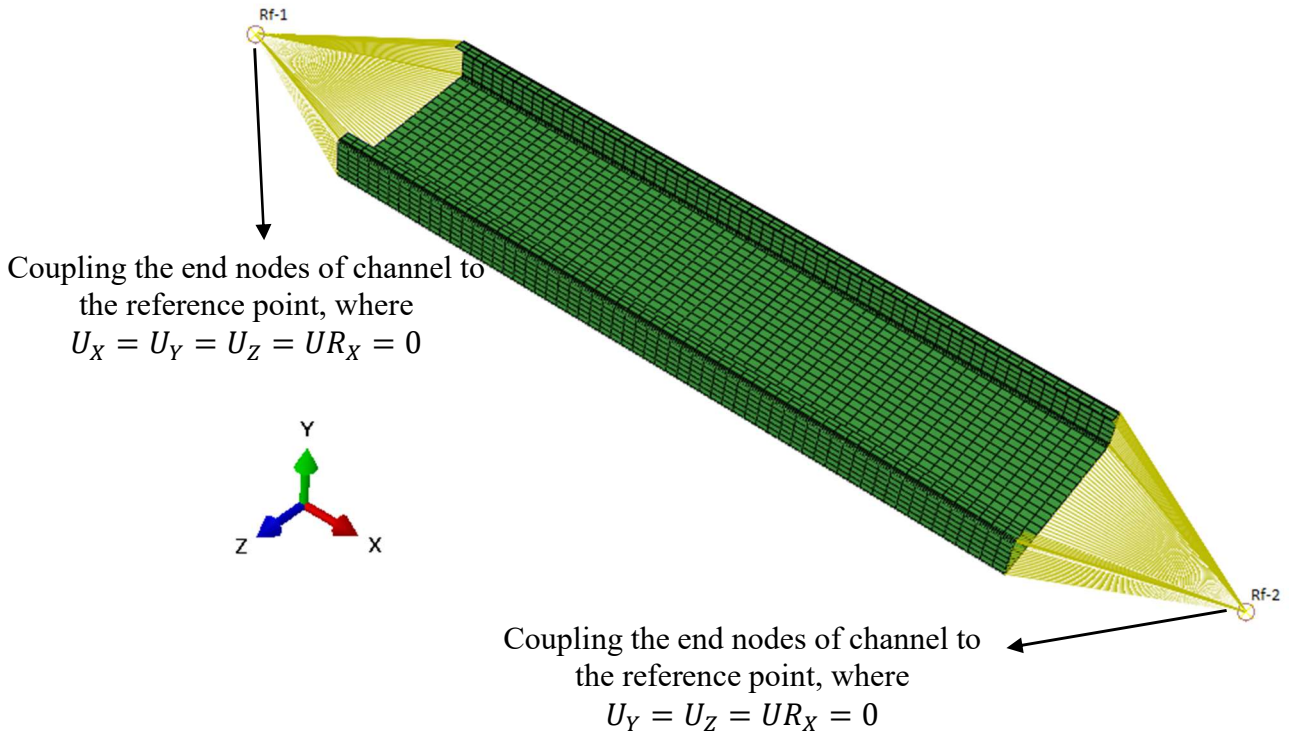 Rf-1
Coupling the end nodes of channel to
the reference point, where
U_X = U_Y = U_Z = UR_X = 0
Y
Z
X
Rf-2
Coupling the end nodes of channel to
the reference point, where
U_Y = U_Z = UR_X = 0